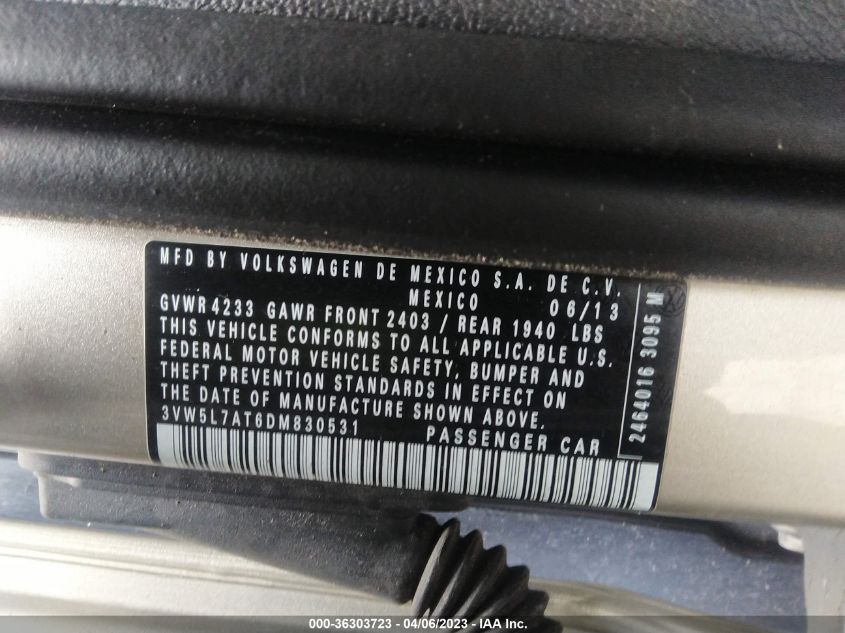 MFD BY VOLKSWAGEN DE MEXICO S.A. DE C.V.
MEXICO 06/13
GVWR 4233 GAWR FRONT 2403 / REAR 1940 LBS
THIS VEHICLE CONFORMS TO ALL APPLICABLE U.S.
FEDERAL MOTOR VEHICLE SAFETY, BUMPER AND
THEFT PREVENTION STANDARDS IN EFFECT ON
THE DATE OF MANUFACTURE SHOWN ABOVE.
3VW5L7AT6DM830531 PASSENGER CAR
2464016 3095 M
000-36303723 - 04/06/2023 - IAA Inc.